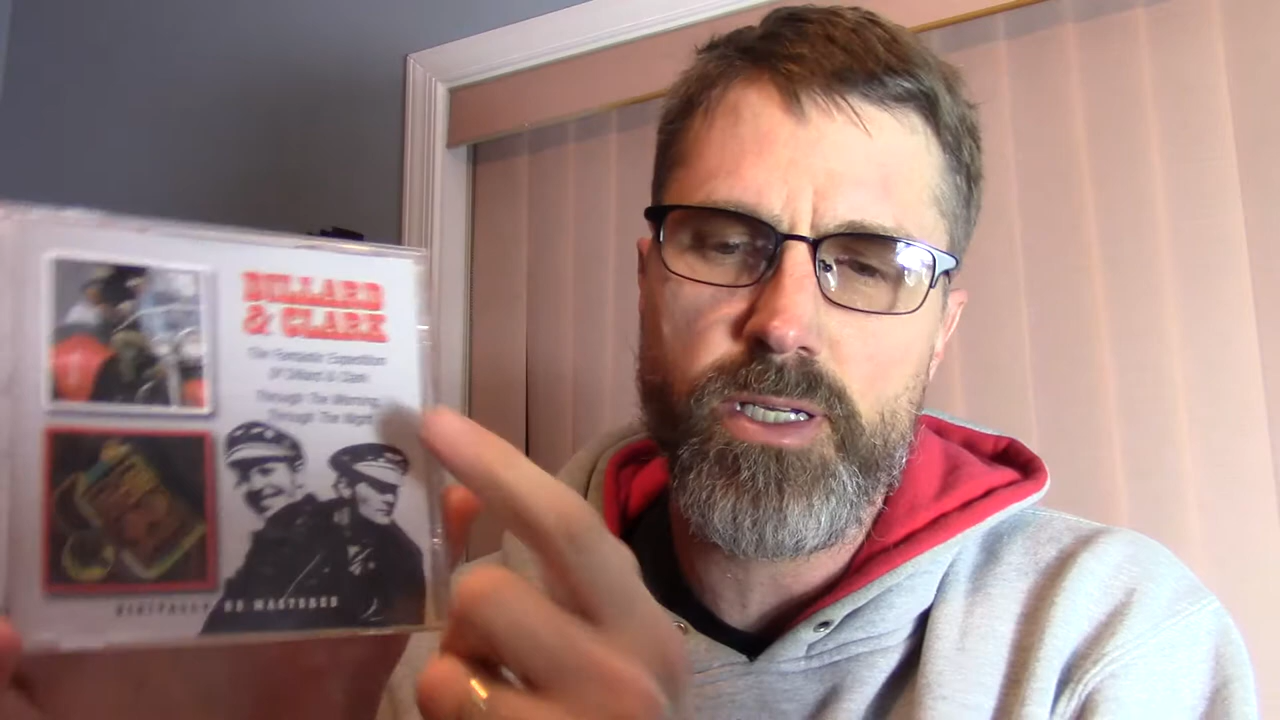 DILLARD
& CLARK
The Fantastic Expedition
Of Dillard & Clark
Through The Morning,
Through The Night
DIGITALLY RE MASTERED